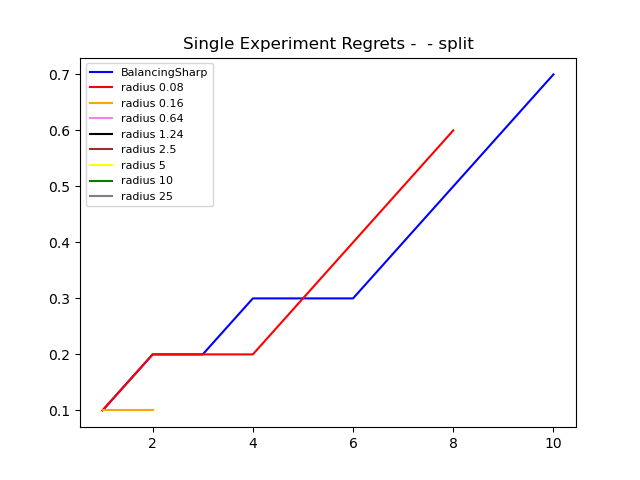 Single Experiment Regrets -  - split
BalancingSharp
radius 0.08
radius 0.16
radius 0.64
radius 1.24
radius 2.5
radius 5
radius 10
radius 25
0.7
0.6
0.5
0.4
0.3
0.2
0.1
2 4 6 8 10